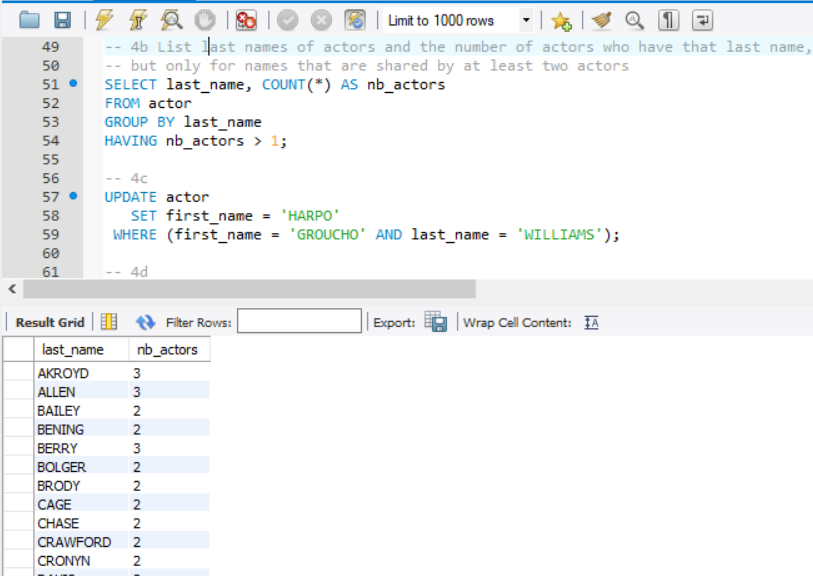 Limit to 1000 rows
49 -- 4b List last names of actors and the number of actors who have that last name,
50 -- but only for names that are shared by at least two actors
51 SELECT last_name, COUNT(*) AS nb_actors
52 FROM actor
53 GROUP BY last_name
54 HAVING nb_actors > 1;
55
56 -- 4c
57 UPDATE actor
58 SET first_name = 'HARPO'
59 WHERE (first_name = 'GROUCHO' AND last_name = 'WILLIAMS');
60
61 -- 4d
Result Grid Filter Rows: Export: Wrap Cell Content:
last_name nb_actors
AKROYD 3
ALLEN 3
BAILEY 2
BENING 2
BERRY 3
BOLGER 2
BRODY 2
CAGE 2
CHASE 2
CRAWFORD 2
CRONYN 2